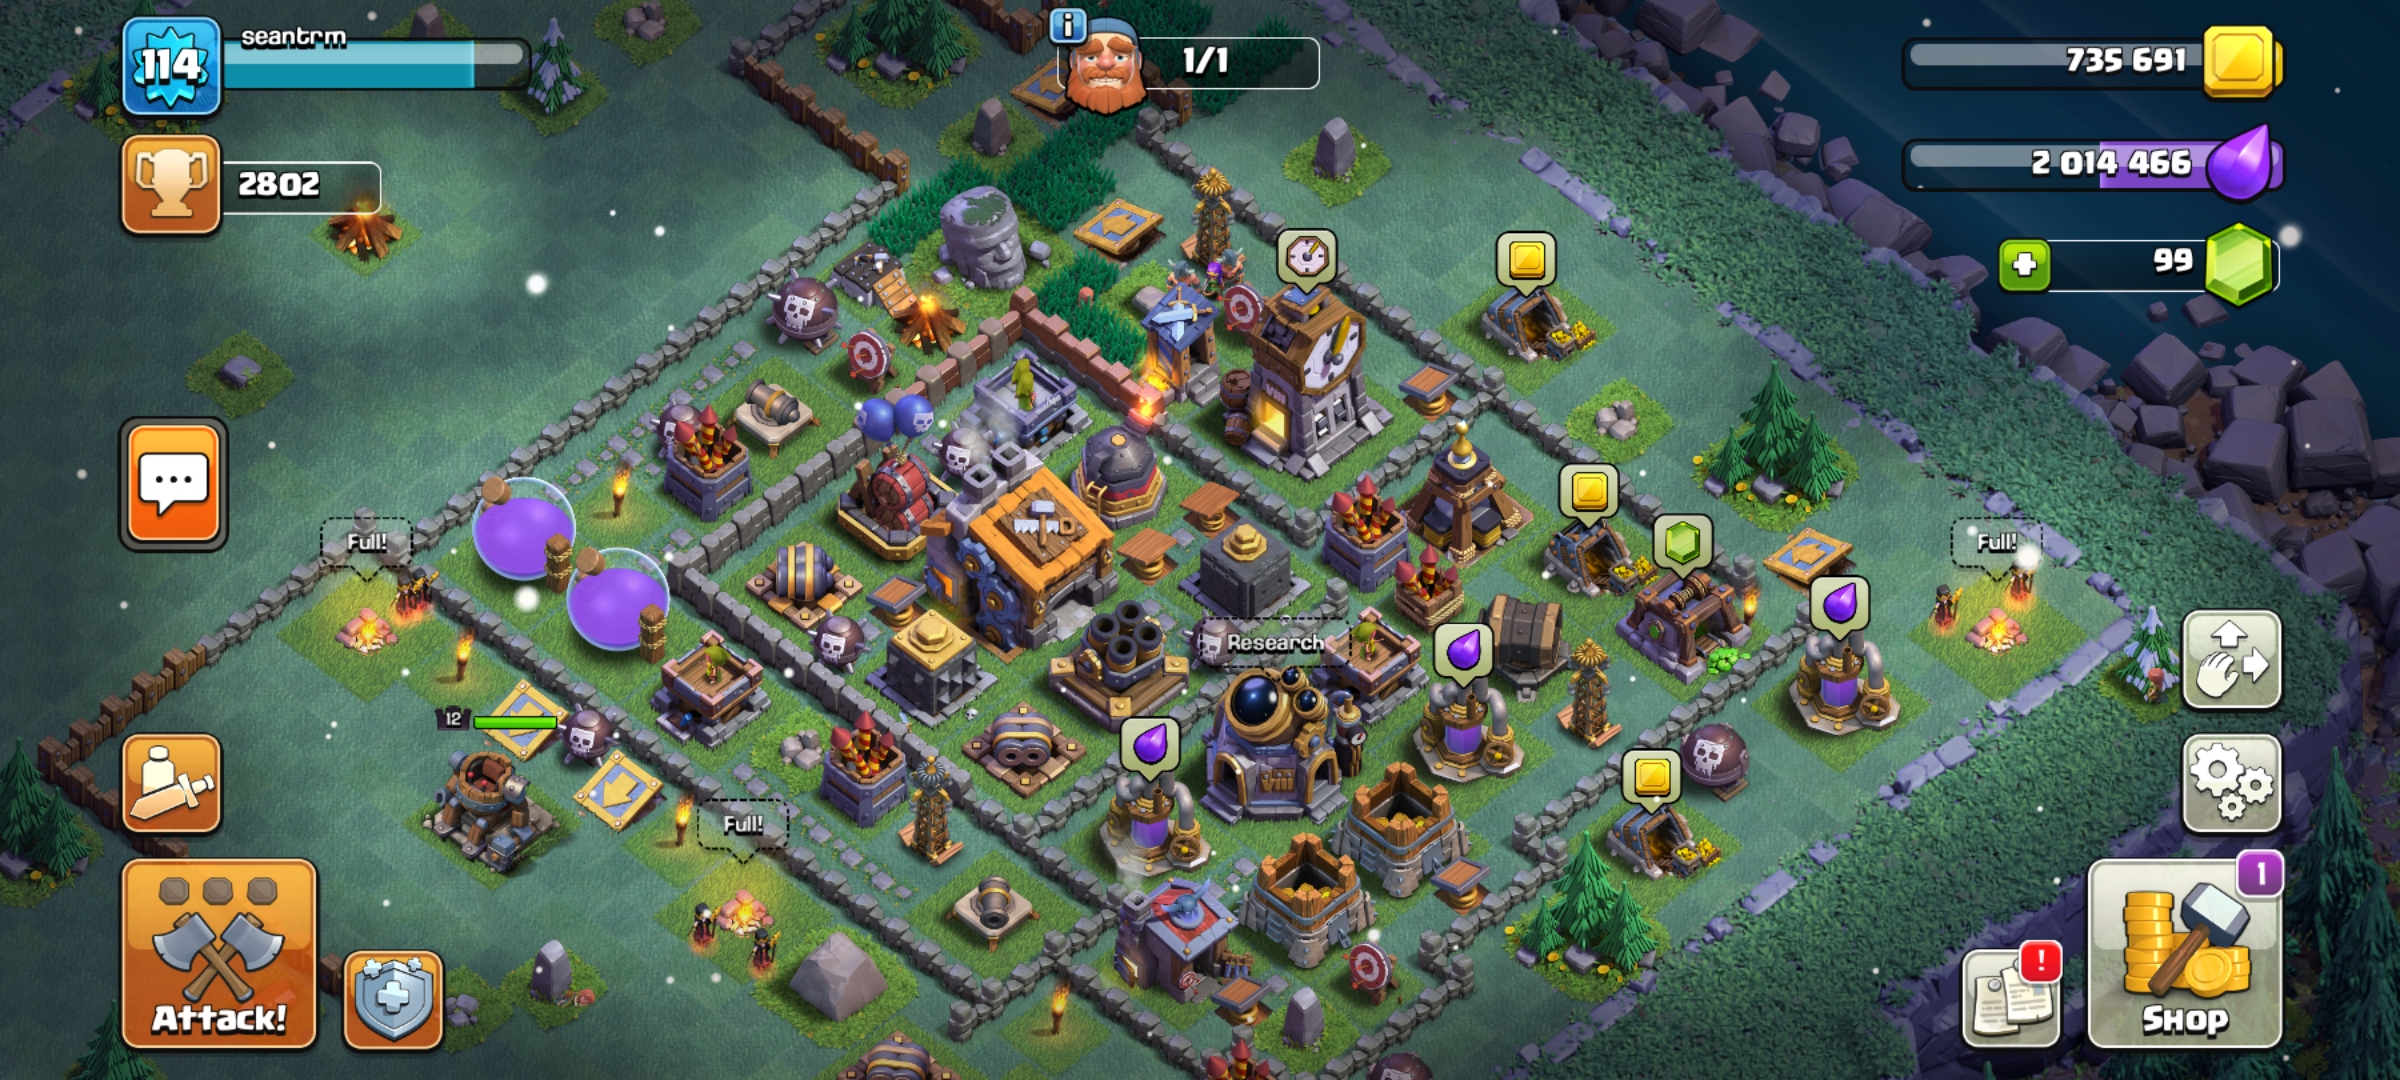 114
seantrm
i
1/1
735 691
2802
2 014 466
99
Full!
Full!
Research
12
VIII
Full!
1
!
Attack!
Shop